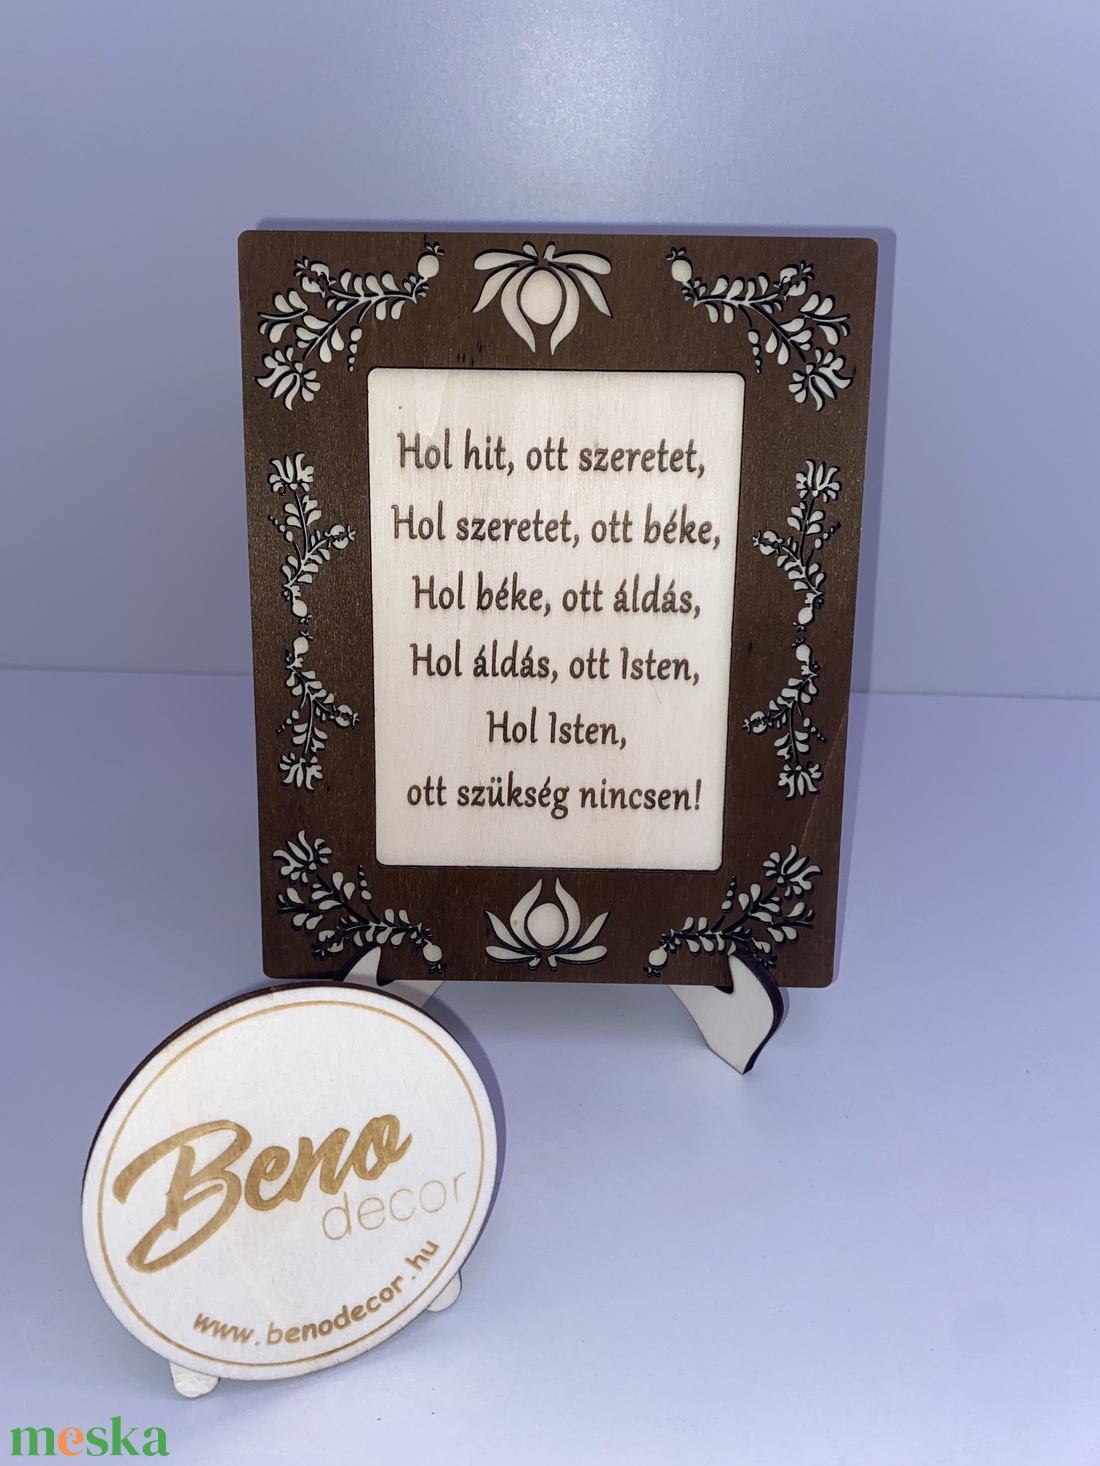 Hol hit, ott szeretet,
Hol szeretet, ott béke,
Hol béke, ott áldás,
Hol áldás, ott Isten,
Hol Isten,
ott szükség nincsen!
Beno
decor
www.benodecor.hu
meska